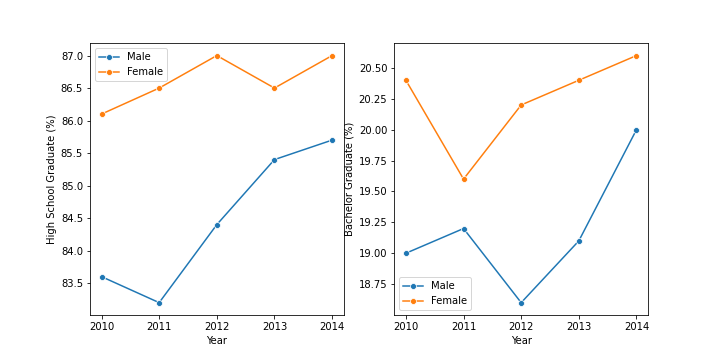 High School Graduate (%)
87.0
86.5
86.0
85.5
85.0
84.5
84.0
83.5
Male
Female
2010 2011 2012 2013 2014
Year
Bachelor Graduate (%)
20.50
20.25
20.00
19.75
19.50
19.25
19.00
18.75
Male
Female
2010 2011 2012 2013 2014
Year